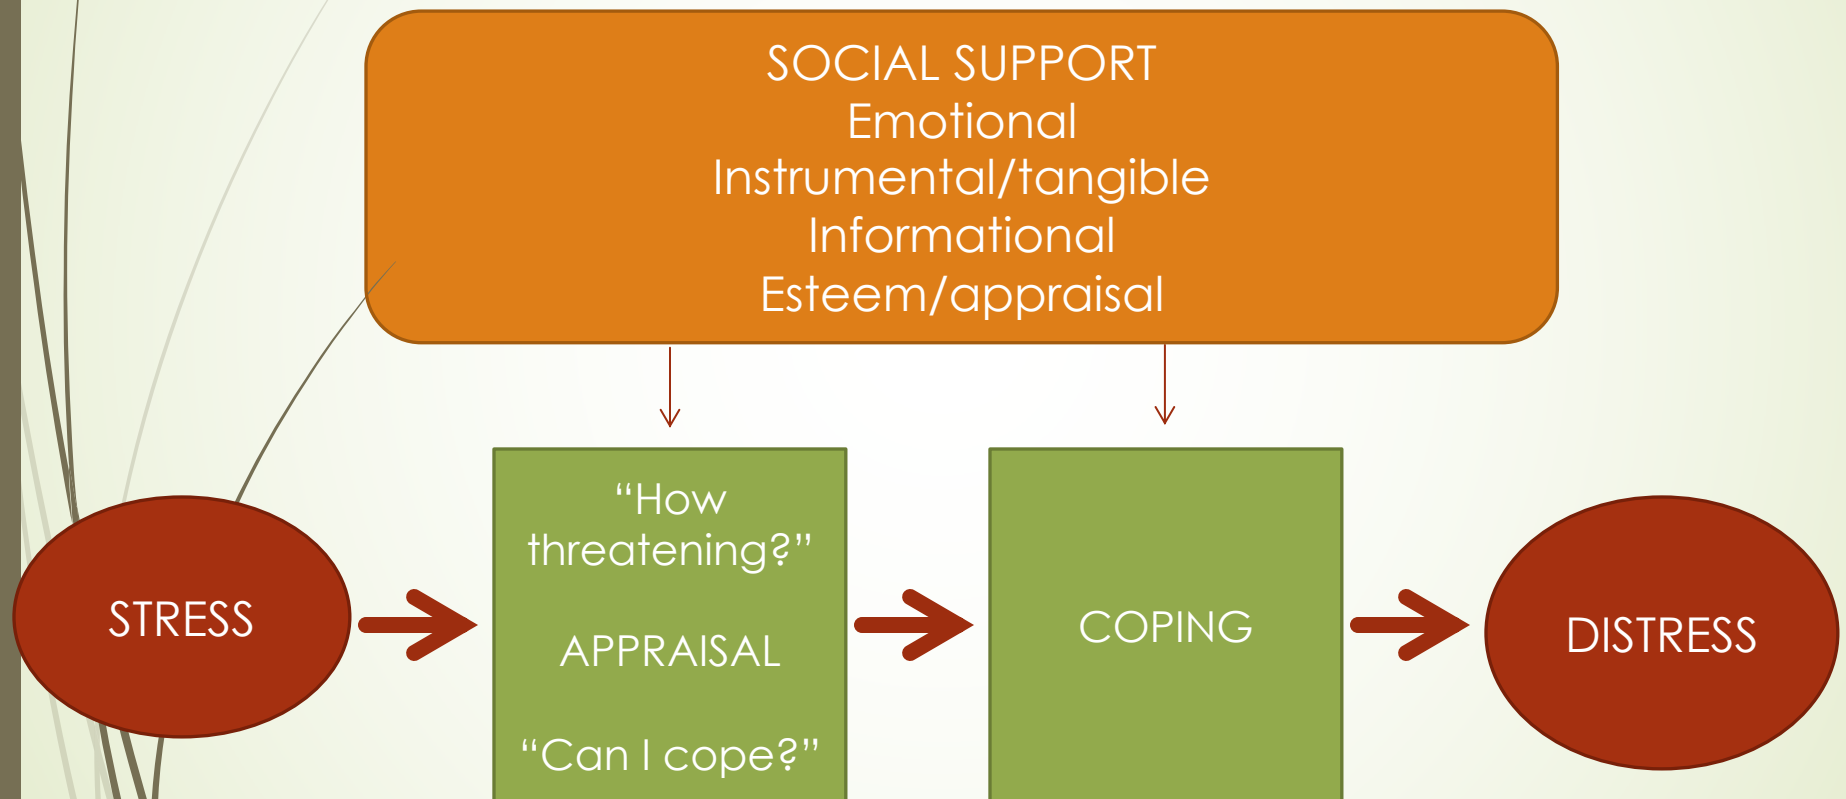 SOCIAL SUPPORT
Emotional
Instrumental/tangible
Informational
Esteem/appraisal
STRESS
“How
threatening?”
APPRAISAL
“Can I cope?”
COPING
DISTRESS